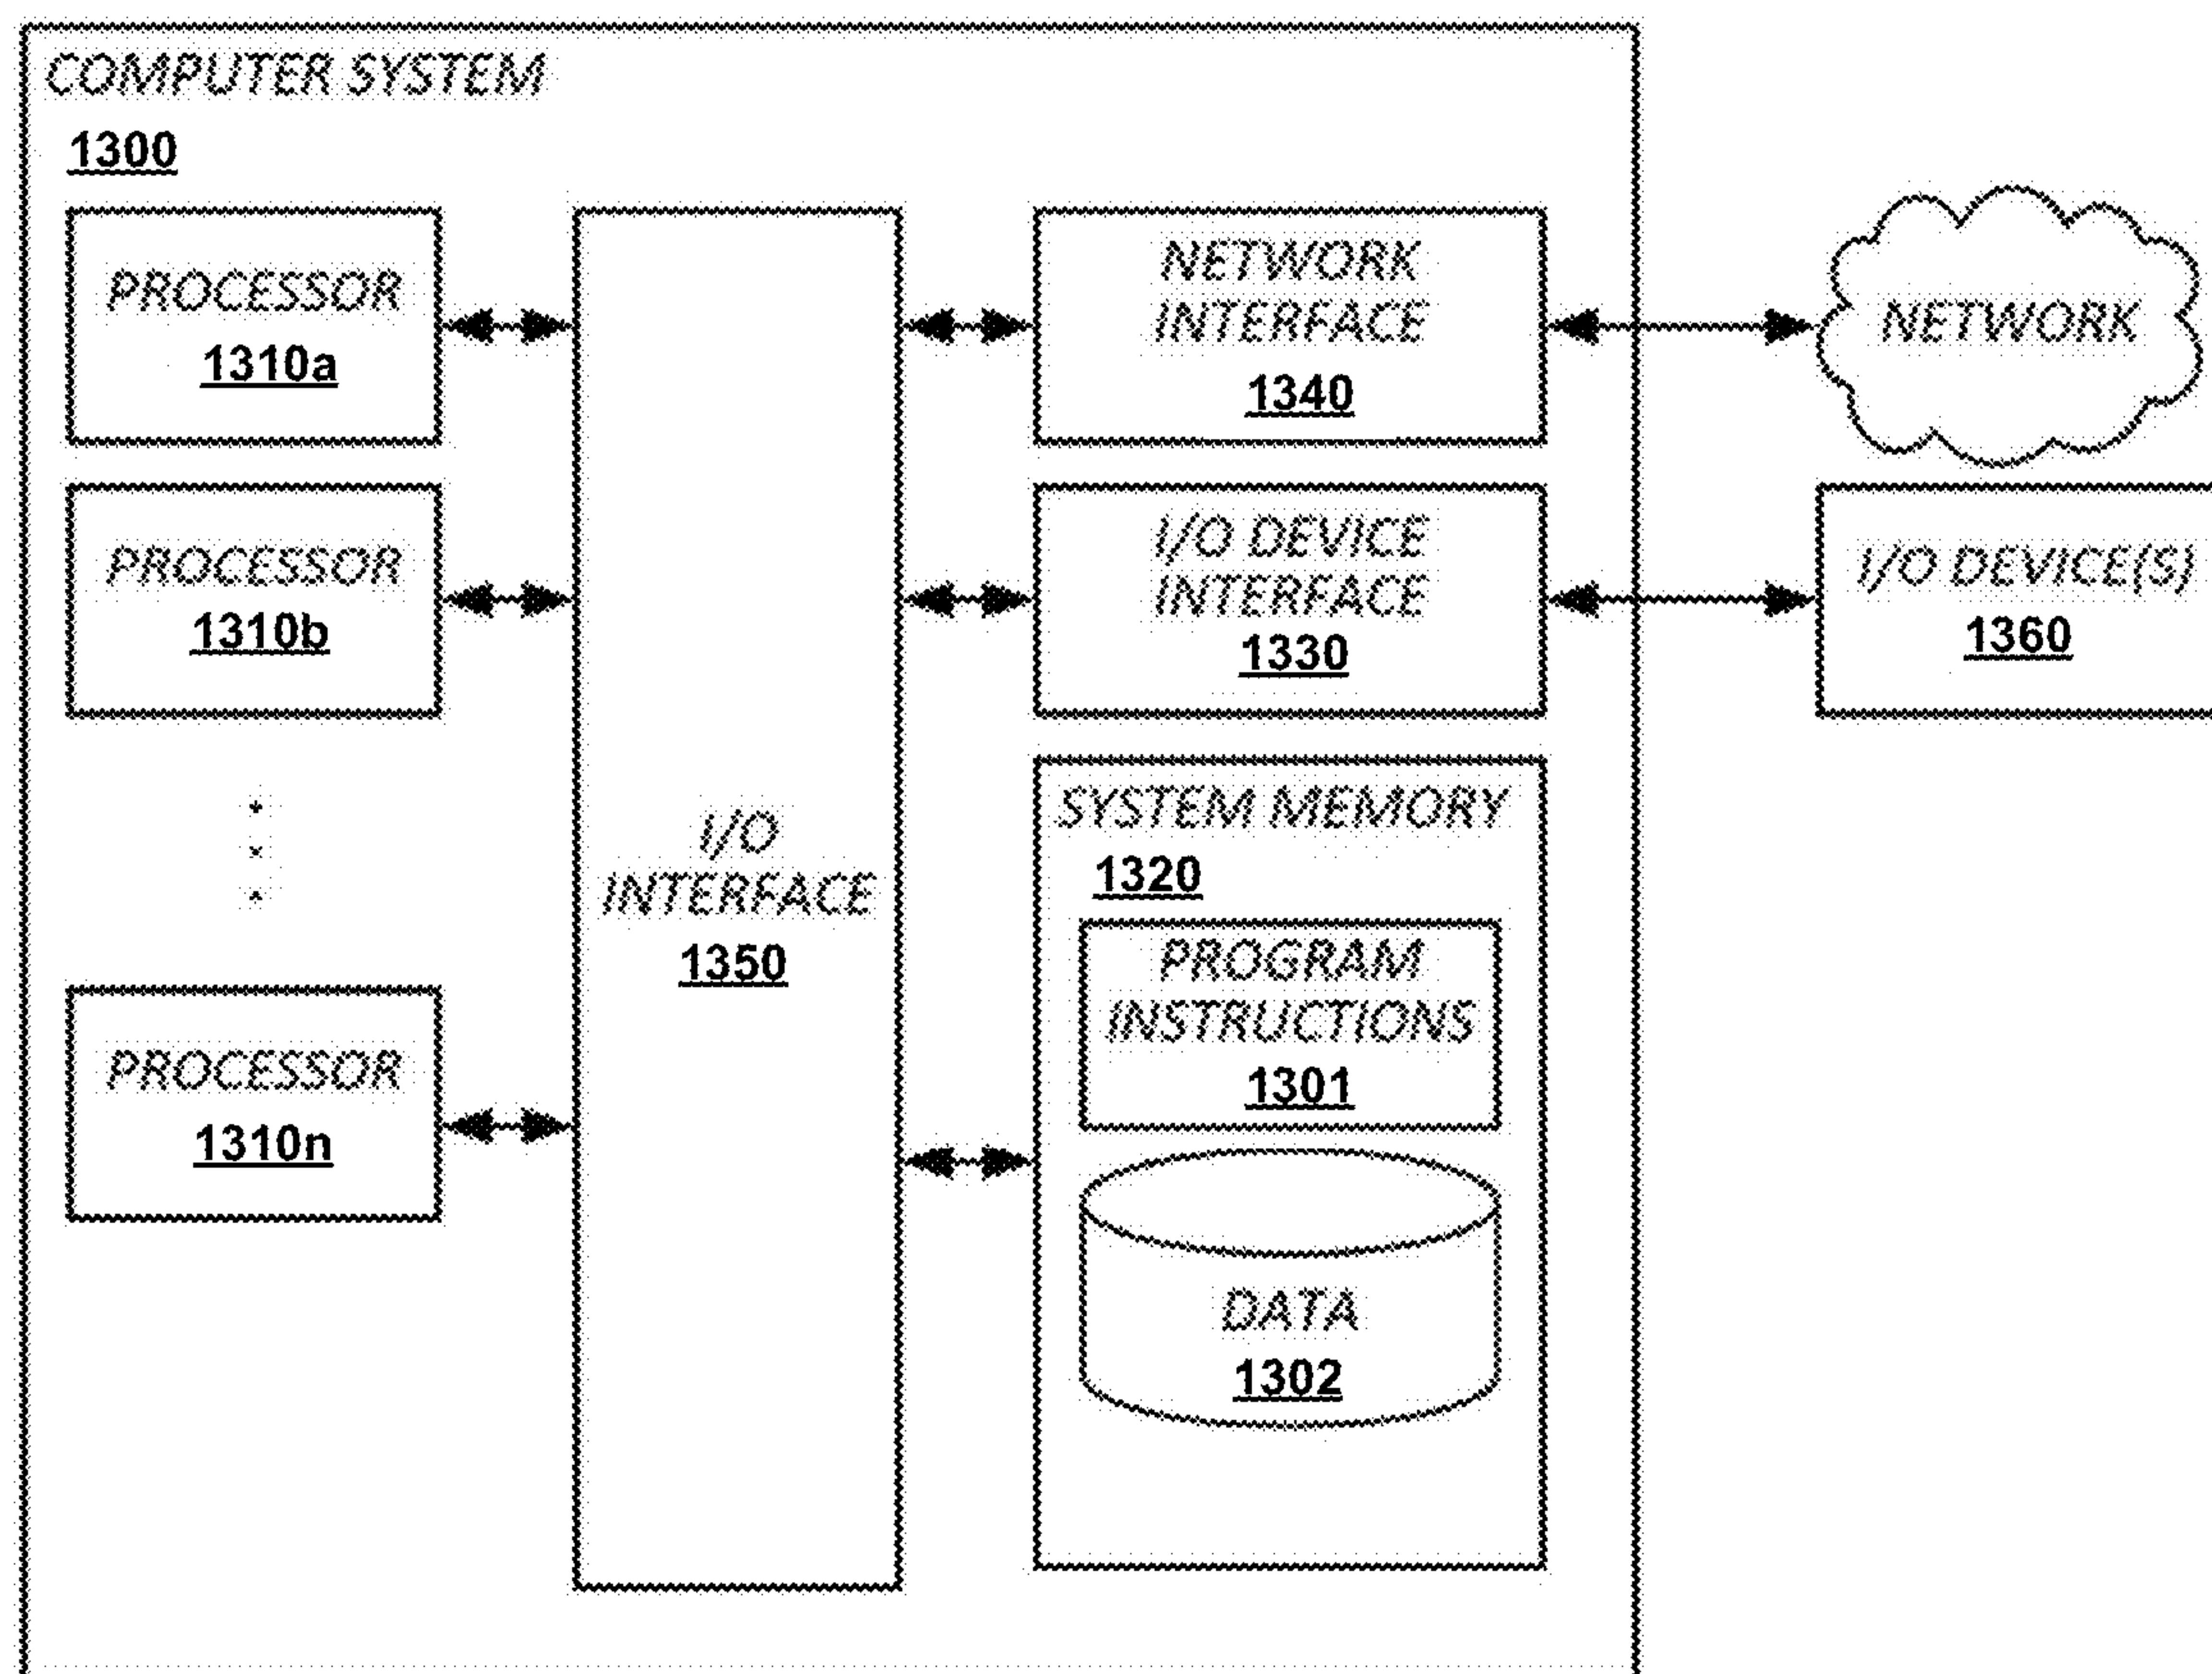 COMPUTER SYSTEM
1300
PROCESSOR
1310a
PROCESSOR
1310b
PROCESSOR
1310n
I/O
INTERFACE
1350
NETWORK
INTERFACE
1340
I/O DEVICE
INTERFACE
1330
SYSTEM MEMORY
1320
PROGRAM
INSTRUCTIONS
1301
DATA
1302
NETWORK
I/O DEVICE(S)
1360